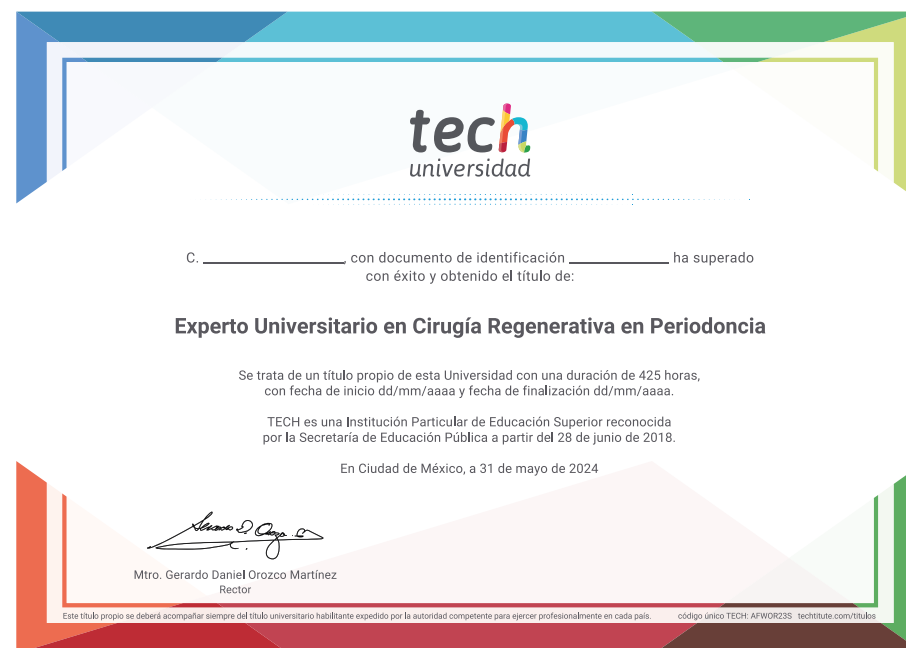 tech
universidad
C. ____________, con documento de identificación ____________ ha superado
con éxito y obtenido el título de:
Experto Universitario en Cirugía Regenerativa en Periodoncia
Se trata de un título propio de esta Universidad con una duración de 425 horas,
con fecha de inicio dd/mm/aaaa y fecha de finalización dd/mm/aaaa.
TECH es una Institución Particular de Educación Superior reconocida
por la Secretaría de Educación Pública a partir del 28 de junio de 2018.
En Ciudad de México, a 31 de mayo de 2024
Mtro. Gerardo Daniel Orozco Martínez
Rector
Este título propio se deberá acompañar siempre del título universitario habilitante expedido por la autoridad competente para ejercer profesionalmente en cada país. código único TECH: AFWOR23S techtitute.com/titulos